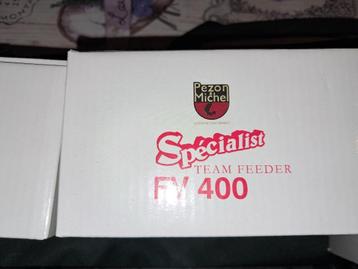 Pezon
Michel
Spécialist
TEAM FEEDER
FV 400